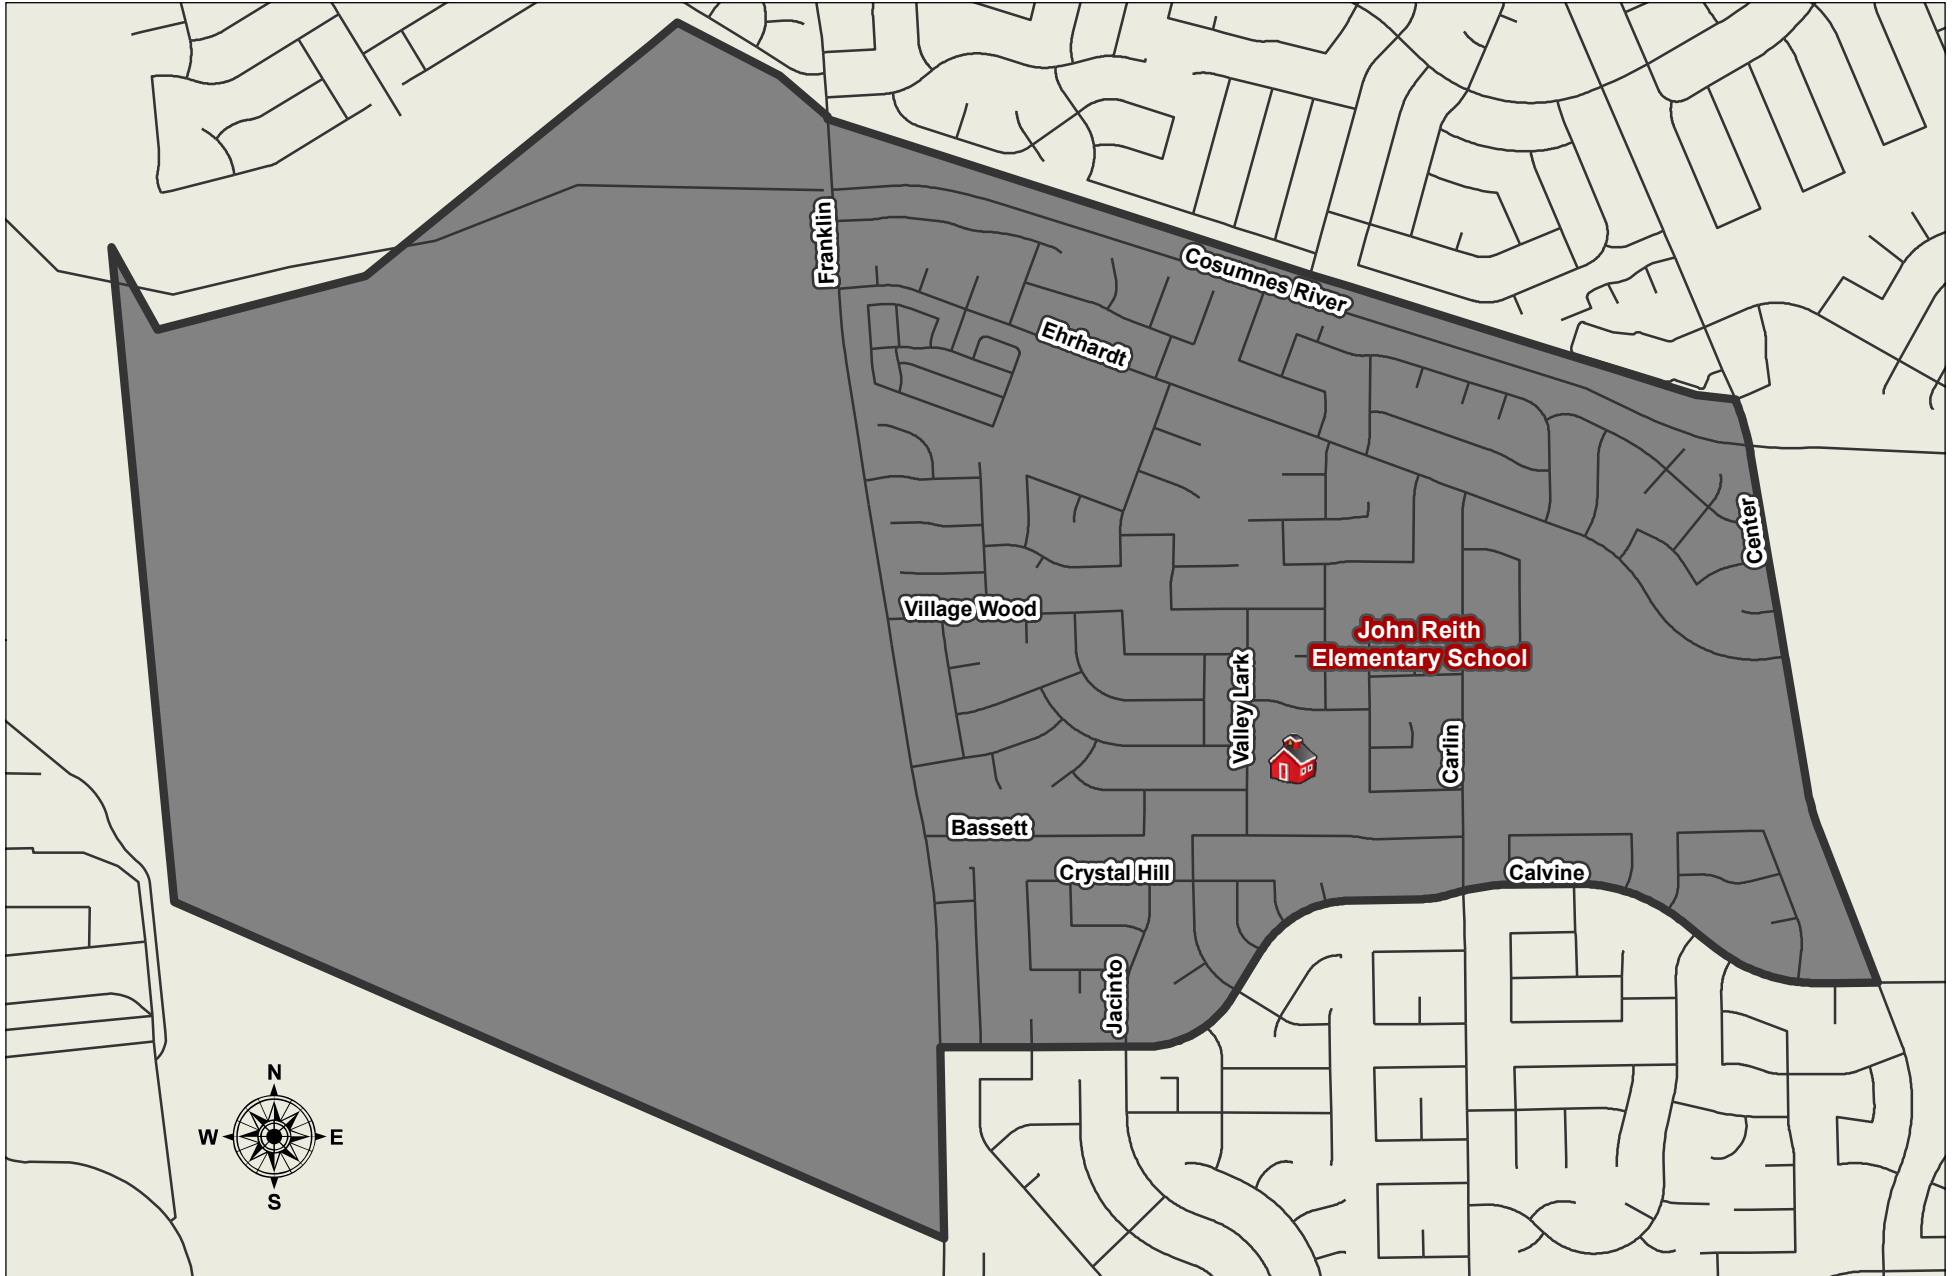 Franklin
Cosumnes River
Ehrhardt
Center
Village Wood
John Reith
Elementary School
Valley Lark
Carlin
Bassett
Crystal Hill
Calvine
Jacinto
N
W
E
S